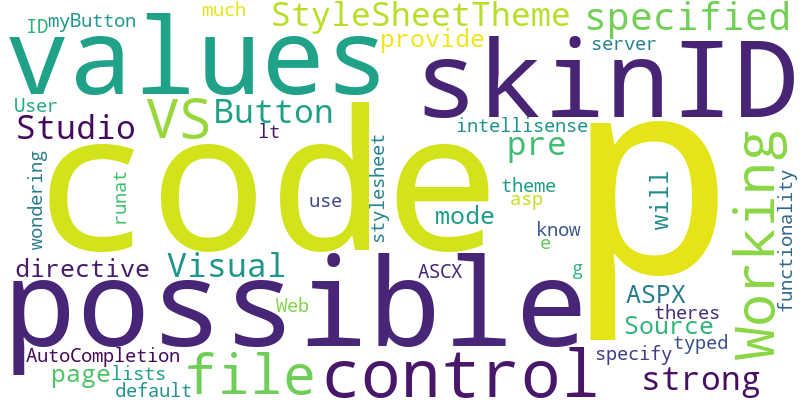 much
ID
myButton
StyleSheetTheme
specified
values
provide
server
skinID
User
VS
Button
Studio
lt
intellisense
code
p
pre
Working
wondering
runat
stylesheet
theme
asp
use
mode
will
know
e
functionality
directive
Visual
ASCX
g
possible
Web
ASPX
theres
Source
typed
AutoCompletion
specify
page
lists
file
control
strong
default